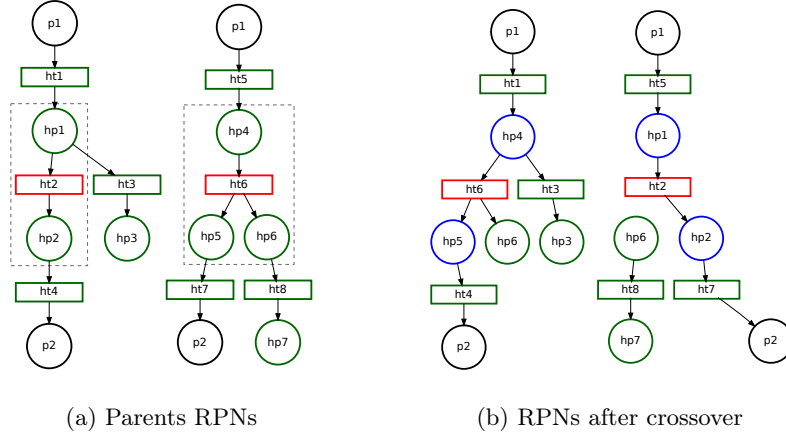 p1
p1
p1
p1
ht1
ht5
ht1
ht5
hp1
hp4
hp4
hp1
ht2
ht3
ht6
ht6
ht3
ht2
hp2
hp3
hp5
hp6
hp5
hp6
hp3
hp6
hp2
ht4
ht7
ht8
ht4
ht8
ht7
p2
p2
hp7
p2
hp7
p2
(a) Parents RPNs
(b) RPNs after crossover